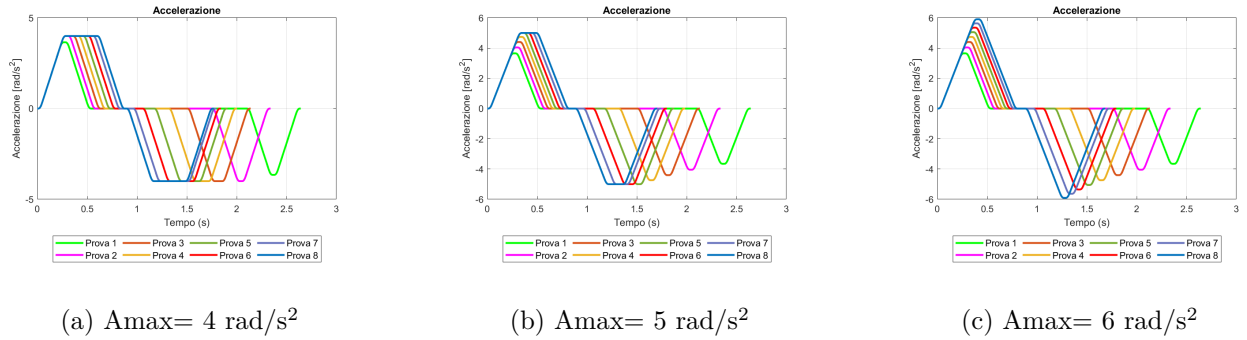 Accelerazione
Accelerazione [rad/s²]
5
0
-5
0 0.5 1 1.5 2 2.5 3
Tempo (s)
Prova 1 Prova 3 Prova 5 Prova 7
Prova 2 Prova 4 Prova 6 Prova 8
(a) Amax= 4 rad/s²
Accelerazione
Accelerazione [rad/s²]
6
4
2
0
-2
-4
-6
0 0.5 1 1.5 2 2.5 3
Tempo (s)
Prova 1 Prova 3 Prova 5 Prova 7
Prova 2 Prova 4 Prova 6 Prova 8
(b) Amax= 5 rad/s²
Accelerazione
Accelerazione [rad/s²]
6
4
2
0
-2
-4
-6
0 0.5 1 1.5 2 2.5 3
Tempo (s)
Prova 1 Prova 3 Prova 5 Prova 7
Prova 2 Prova 4 Prova 6 Prova 8
(c) Amax= 6 rad/s²